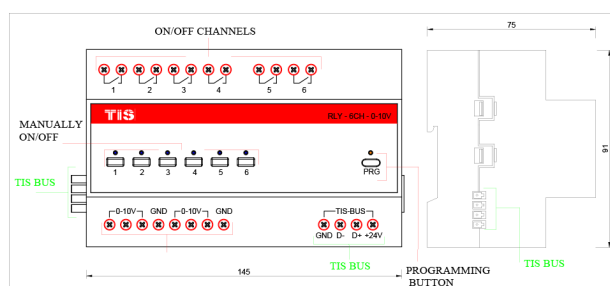 ON/OFF CHANNELS
75
1 2 3 4 5 6
TIS
RLY - 6CH - 0-10V
MANUALLY
ON/OFF
1 2 3 4 5 6
PRG
91
TIS BUS
0-10V GND 0-10V GND
TIS-BUS
GND D- D+ +24V
TIS BUS
TIS BUS
145
PROGRAMMING
BUTTON